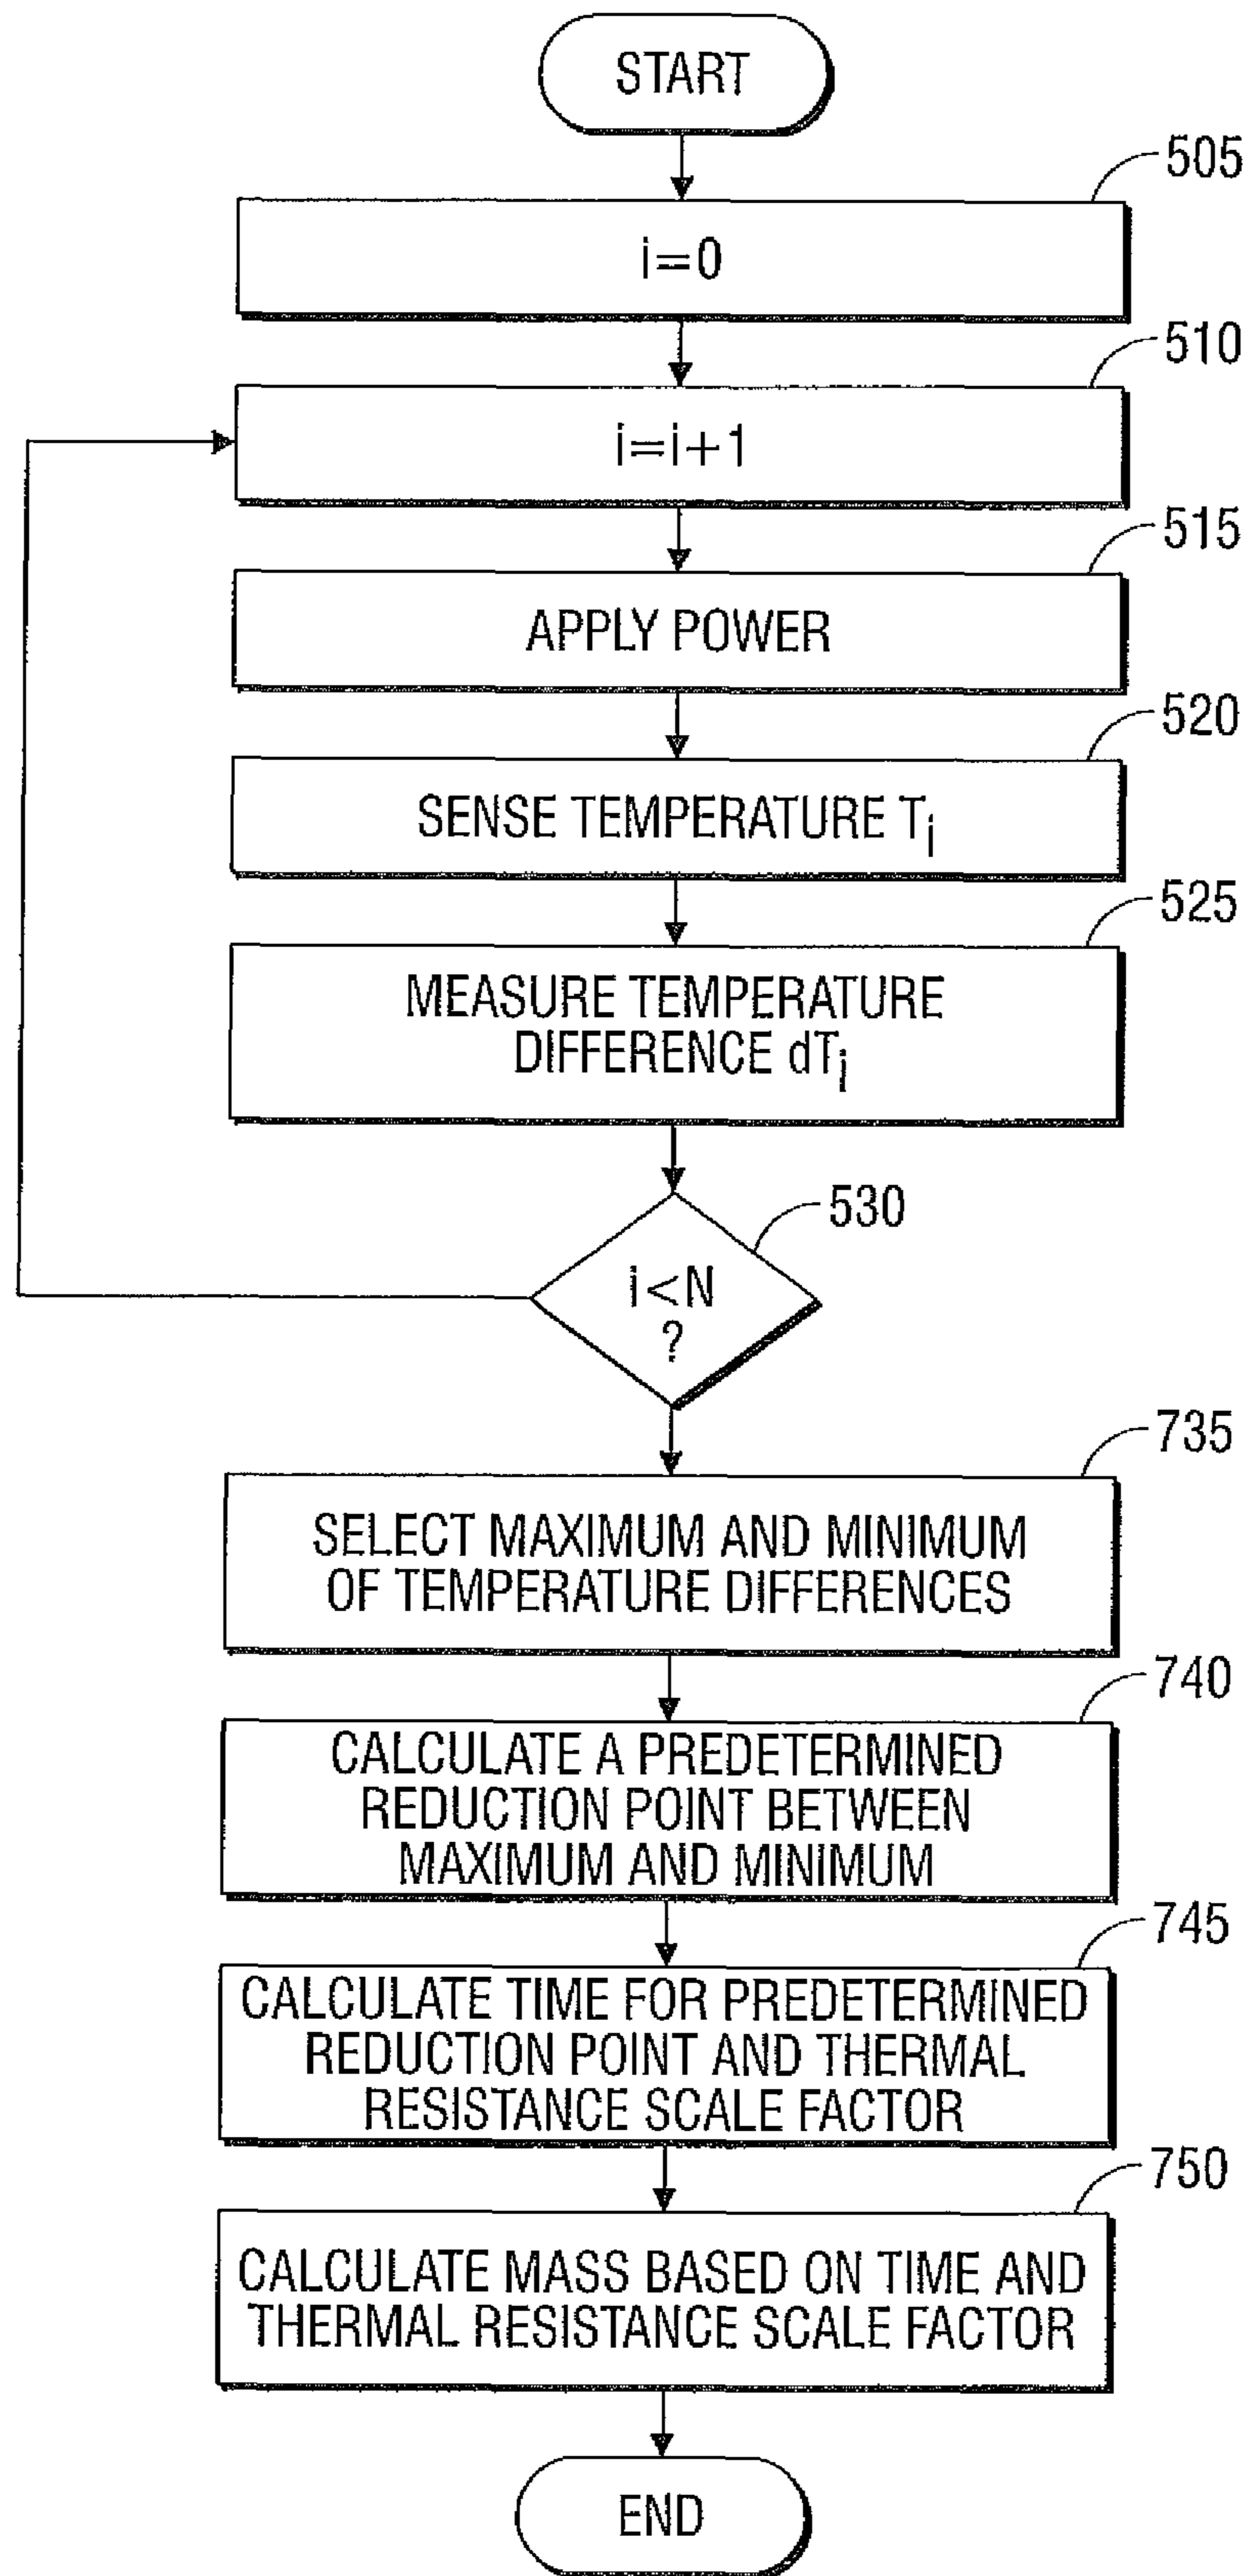 START
505
i=0
510
i=i+1
515
APPLY POWER
520
SENSE TEMPERATURE Ti
525
MEASURE TEMPERATURE
DIFFERENCE dTi
530
i<N
?
735
SELECT MAXIMUM AND MINIMUM
OF TEMPERATURE DIFFERENCES
740
CALCULATE A PREDETERMINED
REDUCTION POINT BETWEEN
MAXIMUM AND MINIMUM
745
CALCULATE TIME FOR PREDETERMINED
REDUCTION POINT AND THERMAL
RESISTANCE SCALE FACTOR
750
CALCULATE MASS BASED ON TIME AND
THERMAL RESISTANCE SCALE FACTOR
END